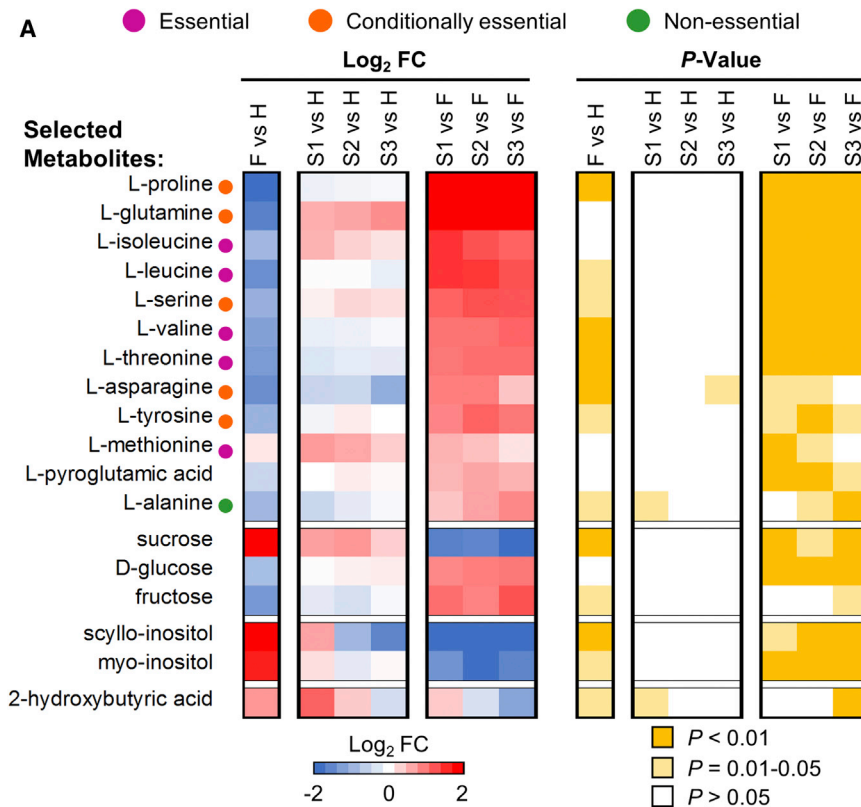 A
Essential
Conditionally essential
Non-essential
Log₂ FC
P-Value
Selected
Metabolites:
F vs H
S1 vs H
S2 vs H
S3 vs H
S1 vs F
S2 vs F
S3 vs F
F vs H
S1 vs H
S2 vs H
S3 vs H
S1 vs F
S2 vs F
S3 vs F
L-proline
L-glutamine
L-isoleucine
L-leucine
L-serine
L-valine
L-threonine
L-asparagine
L-tyrosine
L-methionine
L-pyroglutamic acid
L-alanine
sucrose
D-glucose
fructose
scyllo-inositol
myo-inositol
2-hydroxybutyric acid
Log₂ FC
-2 0 2
P < 0.01
P = 0.01-0.05
P > 0.05